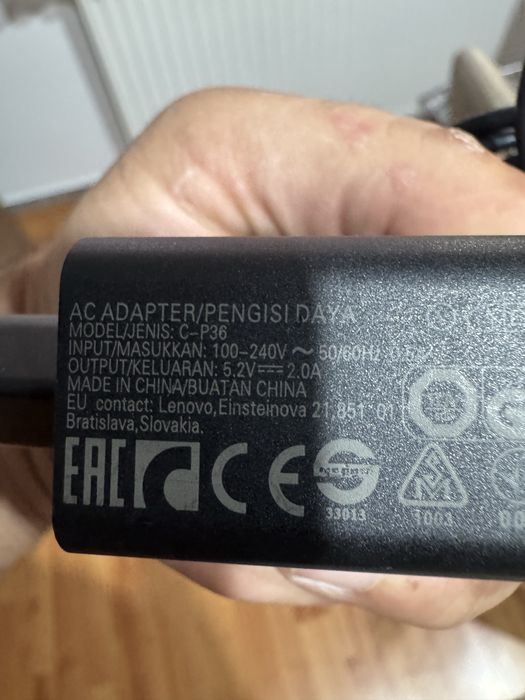 AC ADAPTER/PENGISI DAYA
MODEL/JENIS: C-P36
INPUT/MASUKKAN: 100-240V ~ 50/60Hz
OUTPUT/KELUARAN: 5.2V⎓2.0A
MADE IN CHINA/BUATAN CHINA
EU contact: Lenovo,Einsteinova 21,851 01
Bratislava,Slovakia.
EAC CE
33013 1003